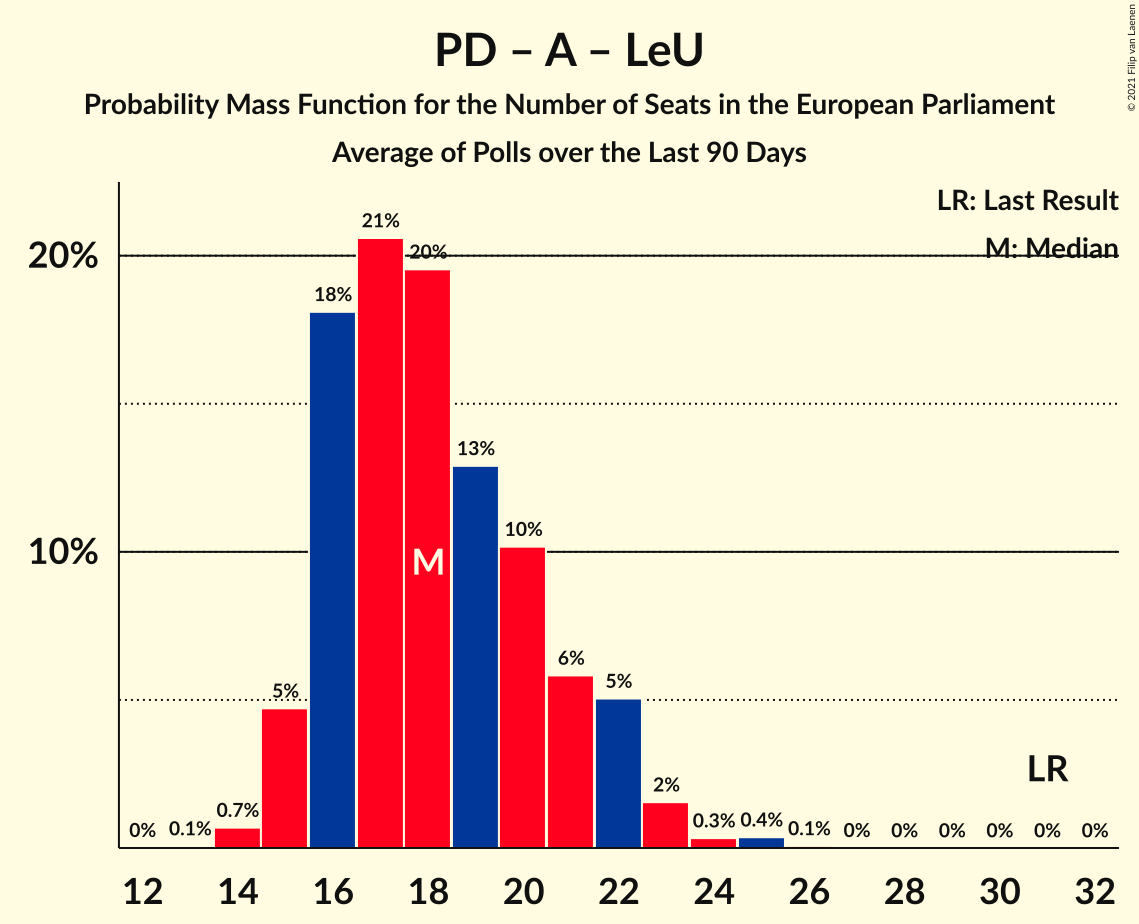 PD – A – LeU
Probability Mass Function for the Number of Seats in the European Parliament
Average of Polls over the Last 90 Days
© 2021 Filip van Laenen
LR: Last Result
M: Median
20%
10%
0%
0.1%
0.7%
5%
18%
21%
20%
13%
10%
6%
5%
2%
0.3%
0.4%
0.1%
0%
0%
0%
0%
0%
0%
M
LR
12 14 16 18 20 22 24 26 28 30 32